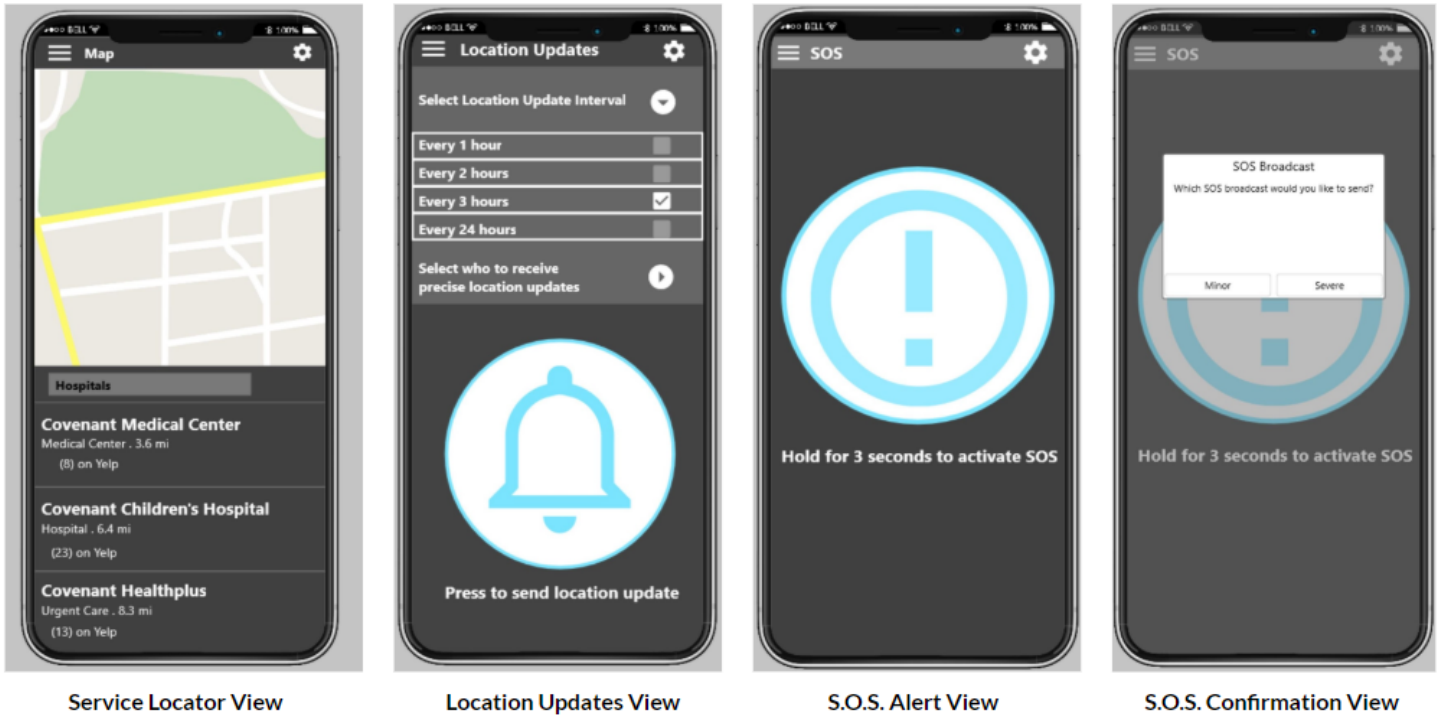 BELL 100%
Map
Hospitals
Covenant Medical Center
Medical Center . 3.6 mi
(8) on Yelp
Covenant Children's Hospital
Hospital . 6.4 mi
(23) on Yelp
Covenant Healthplus
Urgent Care . 8.3 mi
(13) on Yelp
Service Locator View
BELL 100%
Location Updates
Select Location Update Interval
Every 1 hour
Every 2 hours
Every 3 hours
Every 24 hours
Select who to receive
precise location updates
Press to send location update
Location Updates View
BELL 100%
SOS
Hold for 3 seconds to activate SOS
S.O.S. Alert View
BELL 100%
SOS
SOS Broadcast
Which SOS broadcast would you like to send?
Minor Severe
Hold for 3 seconds to activate SOS
S.O.S. Confirmation View